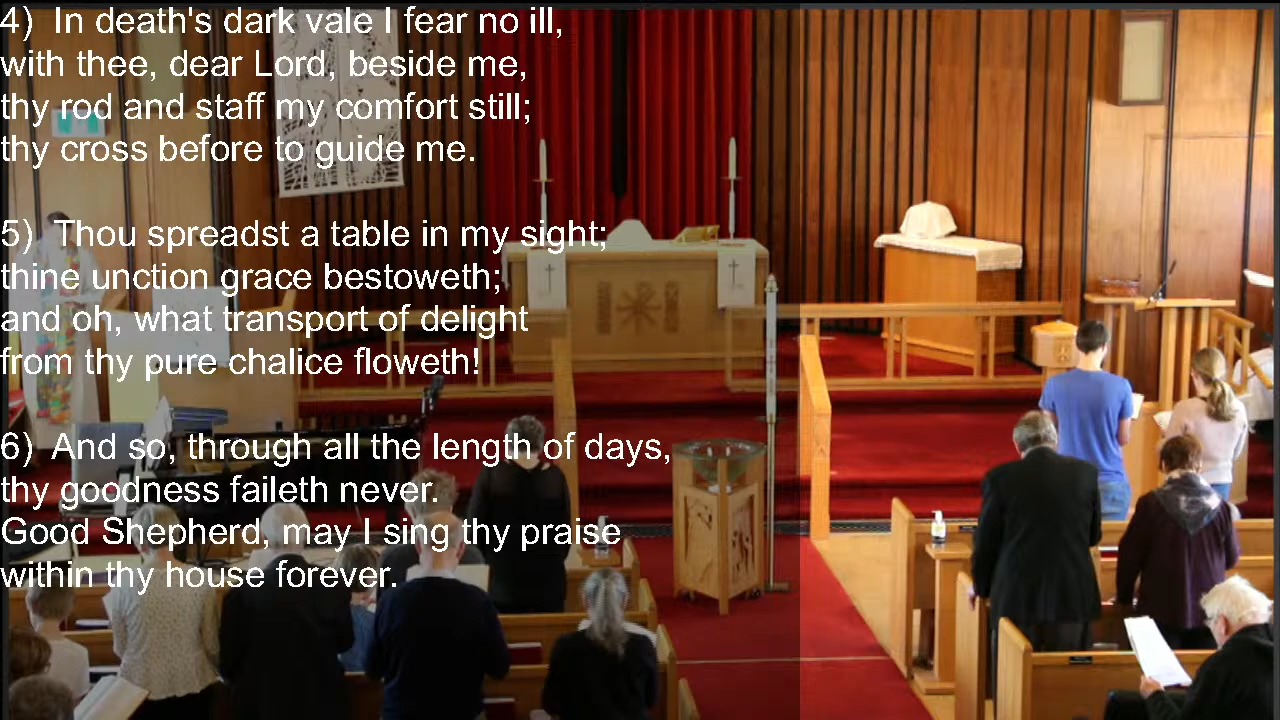 4)  In death's dark vale I fear no ill,
with thee, dear Lord, beside me,
thy rod and staff my comfort still;
thy cross before to guide me.
5)  Thou spreadst a table in my sight;
thine unction grace bestoweth;
and oh, what transport of delight
from thy pure chalice floweth!
6)  And so, through all the length of days,
thy goodness faileth never.
Good Shepherd, may I sing thy praise
within thy house forever.